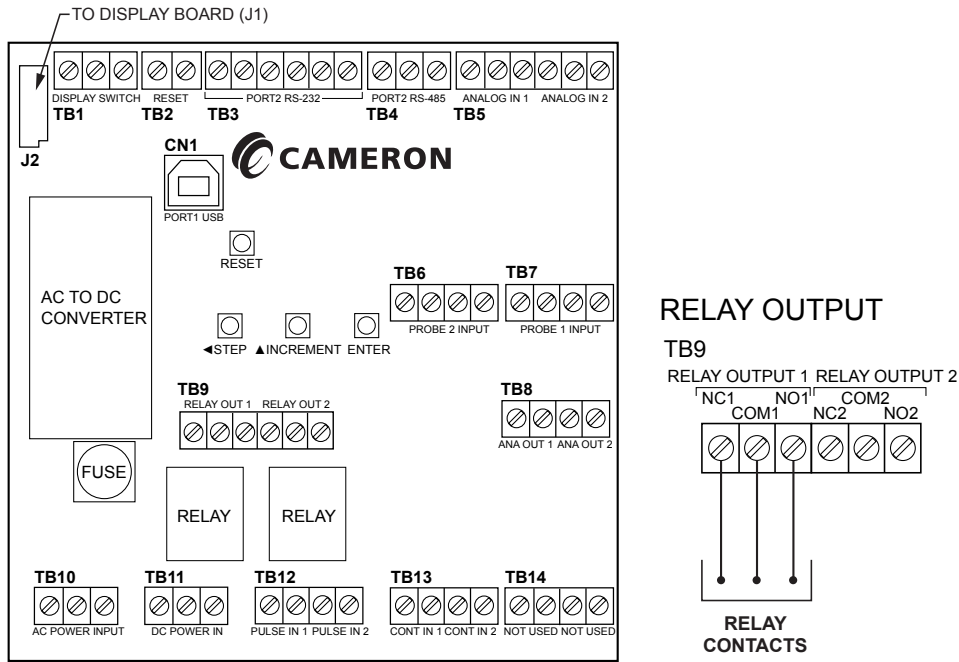 TO DISPLAY BOARD (J1)
DISPLAY SWITCH RESET PORT2 RS-232 PORT2 RS-485 ANALOG IN 1 ANALOG IN 2
TB1 TB2 TB3 TB4 TB5
J2
CN1
CAMERON
PORT1 USB
RESET
AC TO DC
CONVERTER
TB6 TB7
PROBE 2 INPUT PROBE 1 INPUT
◄STEP ▲INCREMENT ENTER
TB9
RELAY OUT 1 RELAY OUT 2
TB8
ANA OUT 1 ANA OUT 2
FUSE
RELAY RELAY
TB10 TB11 TB12 TB13 TB14
AC POWER INPUT DC POWER IN PULSE IN 1 PULSE IN 2 CONT IN 1 CONT IN 2 NOT USED NOT USED
RELAY OUTPUT
TB9
RELAY OUTPUT 1 RELAY OUTPUT 2
NC1 NO1 COM2
COM1 NC2 NO2
RELAY
CONTACTS